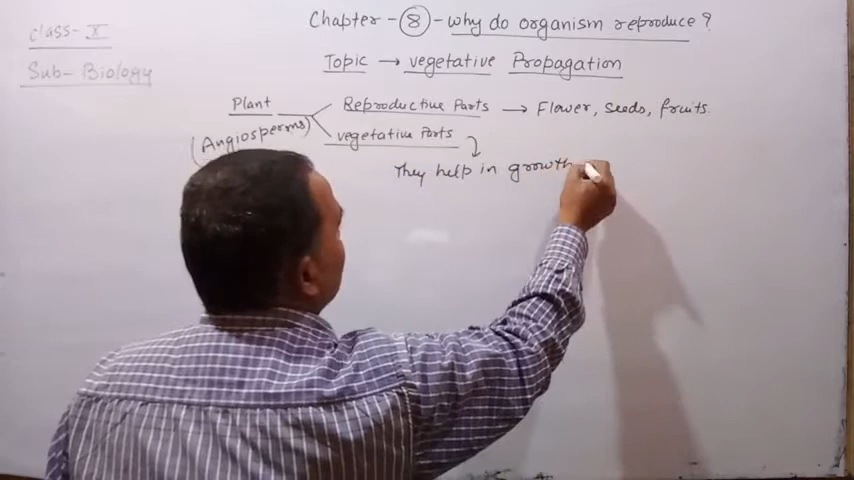 Class- X
Sub- Biology
Chapter - 8 - why do organism reproduce ?
Topic → vegetative Propagation
Plant
(Angiosperms)
Reproductive Parts → Flower, seeds, fruits.
vegetative Parts
They help in growth